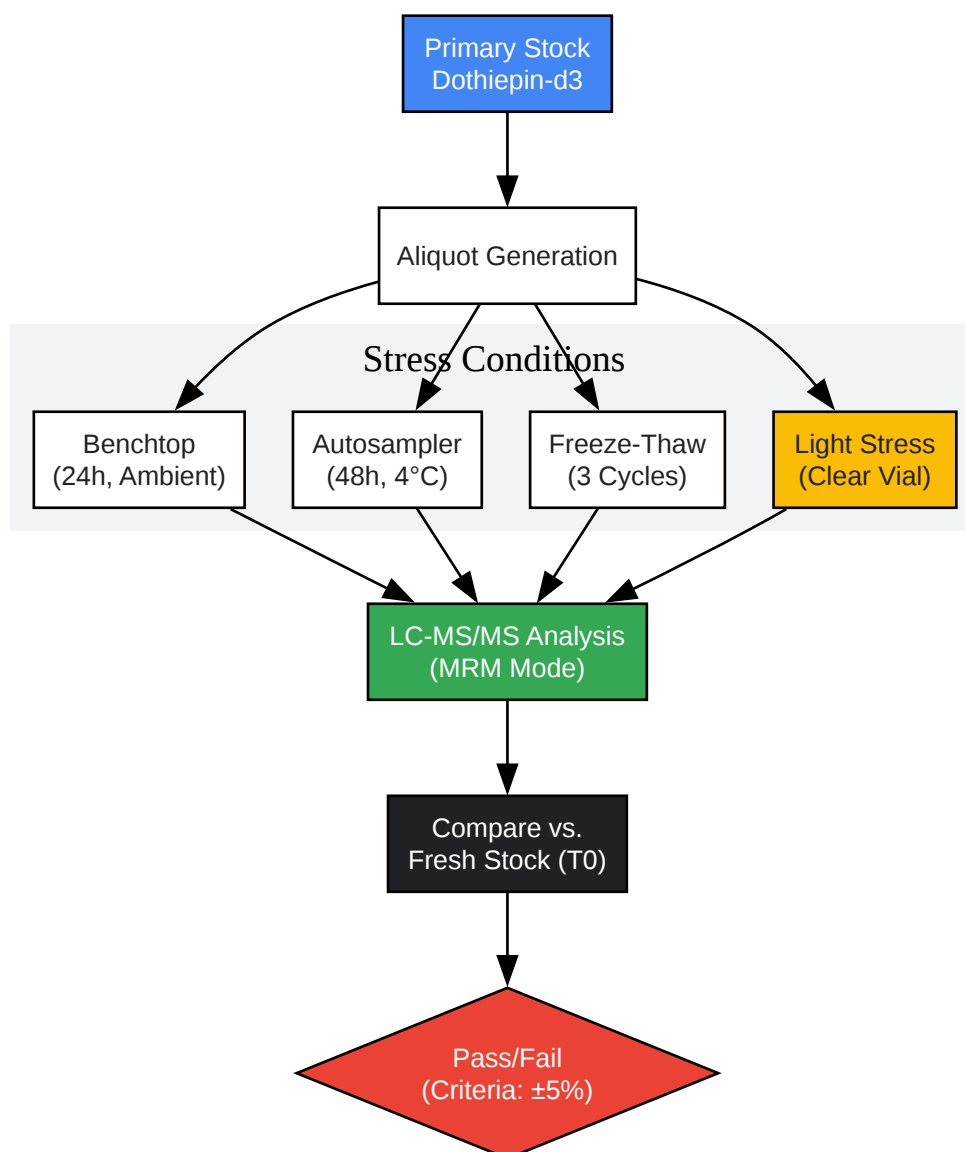 Primary Stock
Dothiepin-d3
Aliquot Generation
Stress Conditions
Benchtop
(24h, Ambient)
Autosampler
(48h, 4°C)
Freeze-Thaw
(3 Cycles)
Light Stress
(Clear Vial)
LC-MS/MS Analysis
(MRM Mode)
Compare vs.
Fresh Stock (T0)
Pass/Fail
(Criteria: ±5%)